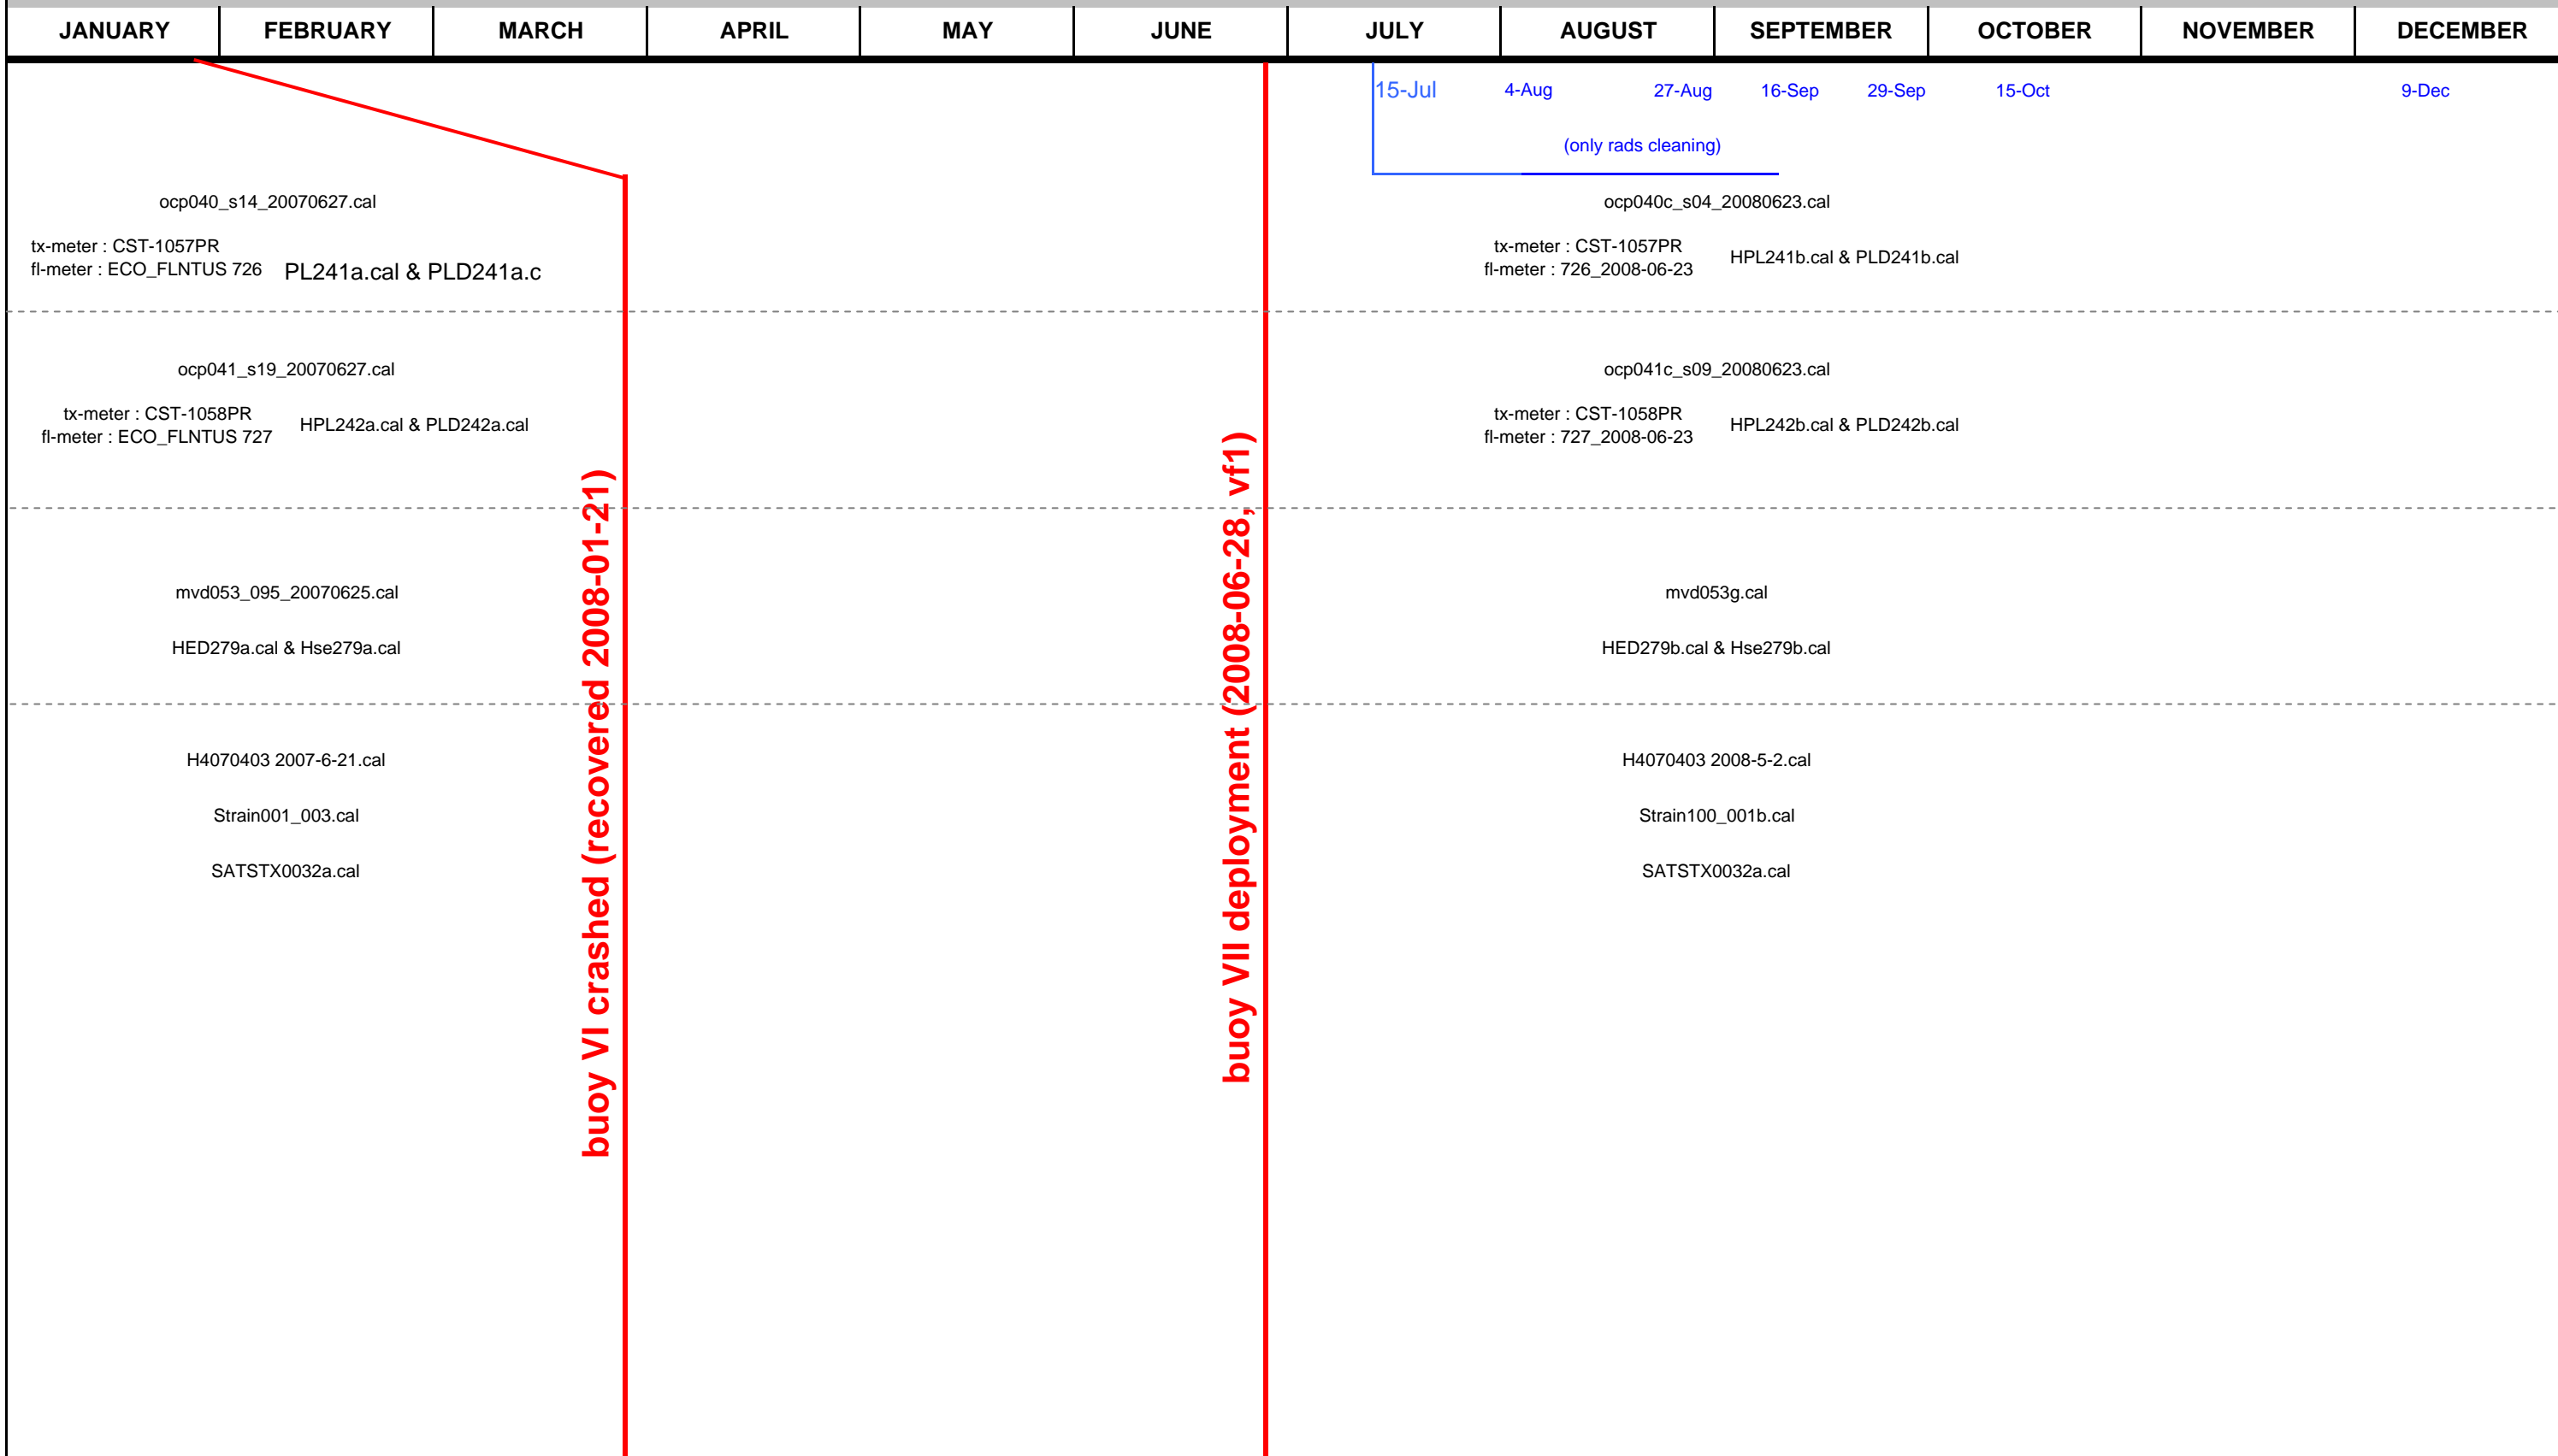 JANUARY FEBRUARY MARCH APRIL MAY JUNE JULY AUGUST SEPTEMBER OCTOBER NOVEMBER DECEMBER
15-Jul 4-Aug 27-Aug 16-Sep 29-Sep 15-Oct 9-Dec
(only rads cleaning)
ocp040_s14_20070627.cal
tx-meter : CST-1057PR
fl-meter : ECO_FLNTUS 726
PL241a.cal & PLD241a.c
ocp041_s19_20070627.cal
tx-meter : CST-1058PR
fl-meter : ECO_FLNTUS 727
HPL242a.cal & PLD242a.cal
mvd053_095_20070625.cal
HED279a.cal & Hse279a.cal
H4070403 2007-6-21.cal
Strain001_003.cal
SATSTX0032a.cal
buoy VI crashed (recovered 2008-01-21)
buoy VII deployment (2008-06-28, vf1)
ocp040c_s04_20080623.cal
tx-meter : CST-1057PR
fl-meter : 726_2008-06-23
HPL241b.cal & PLD241b.cal
ocp041c_s09_20080623.cal
tx-meter : CST-1058PR
fl-meter : 727_2008-06-23
HPL242b.cal & PLD242b.cal
mvd053g.cal
HED279b.cal & Hse279b.cal
H4070403 2008-5-2.cal
Strain100_001b.cal
SATSTX0032a.cal